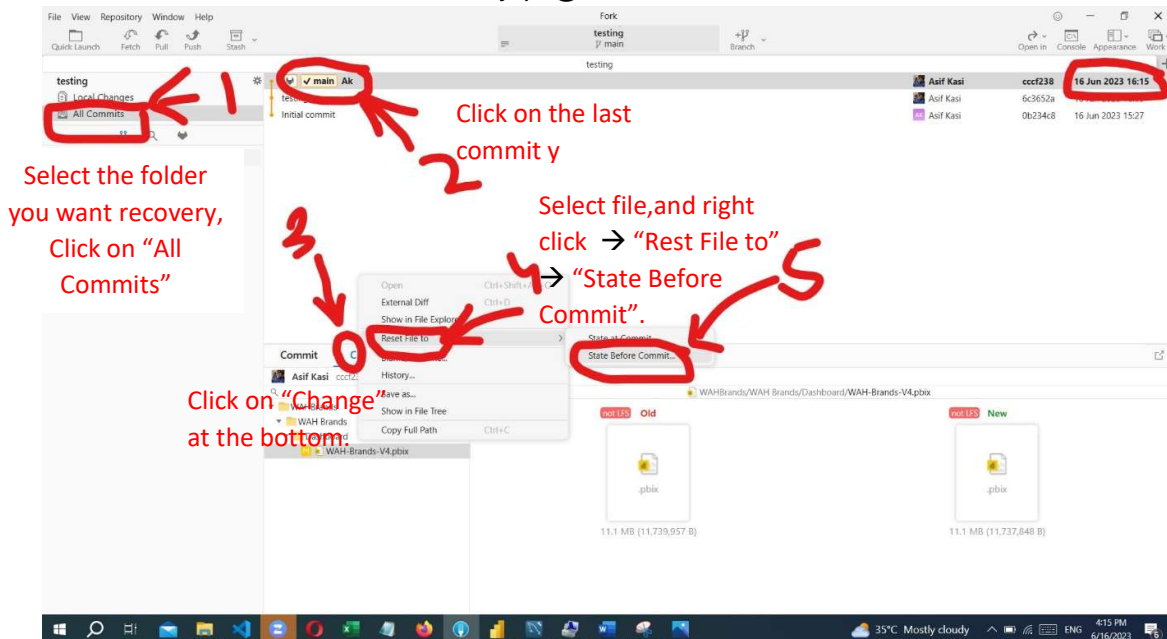 File View Repository Window Help
Fork
Quick Launch Fetch Pull Push Stash
testing
main
Branch
Open in Console Appearance Work
testing
testing
Local Changes
All Commits
main Ak
Asif Kasi cccf238 16 Jun 2023 16:15
Asif Kasi 6c3652a
Initial commit
Asif Kasi 0b234c8 16 Jun 2023 15:27
1
Select the folder
you want recovery,
Click on “All
Commits”
2
Click on the last
commit y
3
4
5
Select file,and right
click → “Rest File to”
→ “State Before
Commit”.
Open
External Diff Ctrl+D
Show in File Explorer
Reset File to
State at Commit
State Before Commit...
History...
Save as...
Show in File Tree
Copy Full Path Ctrl+C
Commit
Asif Kasi
Click on “Change”
at the bottom.
WAH Brands
Dashboard
WAH-Brands-V4.pbix
WAHBrands/WAH Brands/Dashboard/WAH-Brands-V4.pbix
not LFS Old
.pbix
11.1 MB (11,739,957 B)
not LFS New
.pbix
11.1 MB (11,737,848 B)
35°C Mostly cloudy
ENG
4:15 PM
6/16/2023